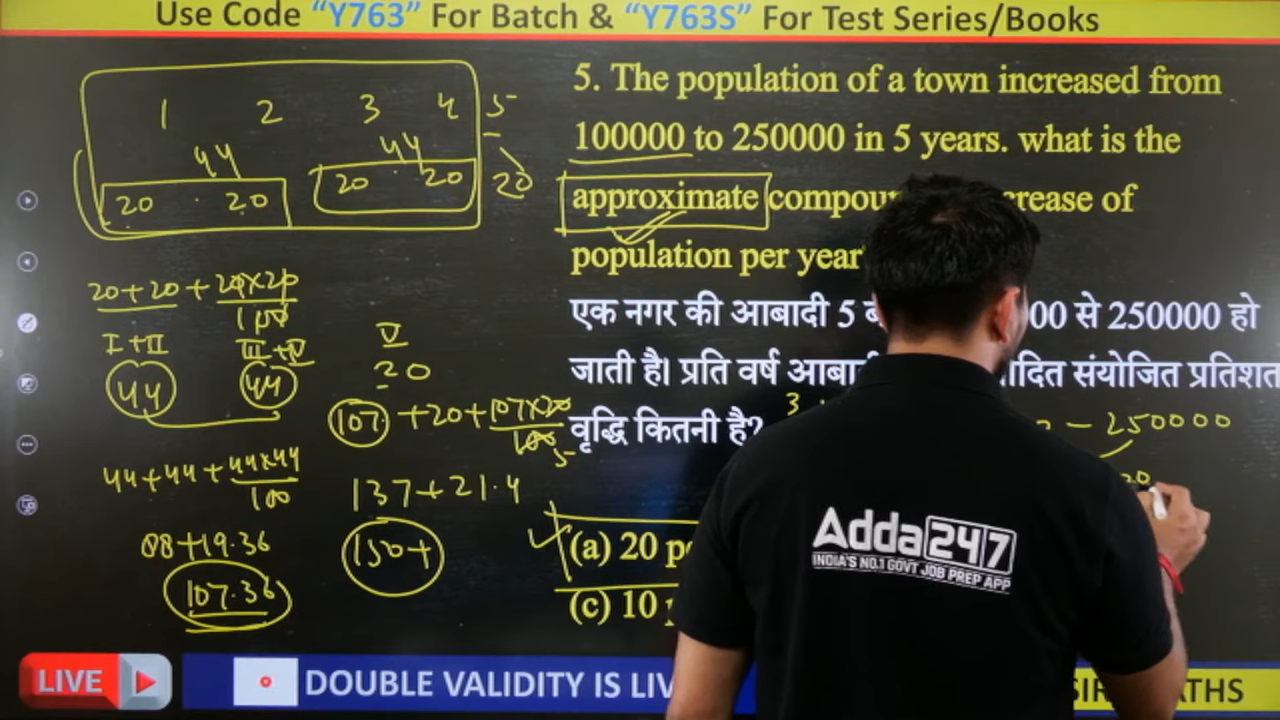 Use Code “Y763” For Batch & “Y763S” For Test Series/Books
1 2 3 4 5
44 44
20 20 20 20 20
20+20+20×20
100
I+II III+IV
44 44
V
20
107 +20+107×20
100
5
44+44+44×44
100
137+21.4
88+19.36
150+
107.36
5. The population of a town increased from
100000 to 250000 in 5 years. what is the
approximate
population per year
एक नगर की आबादी 5 से 250000 हो
जाती है। प्रति वर्ष प्रतिशत
वृद्धि कितनी है?
3
– 250000
(a) 20
(c) 10
Adda247
INDIA'S NO.1 GOVT JOB PREP APP
LIVE
DOUBLE VALIDITY IS